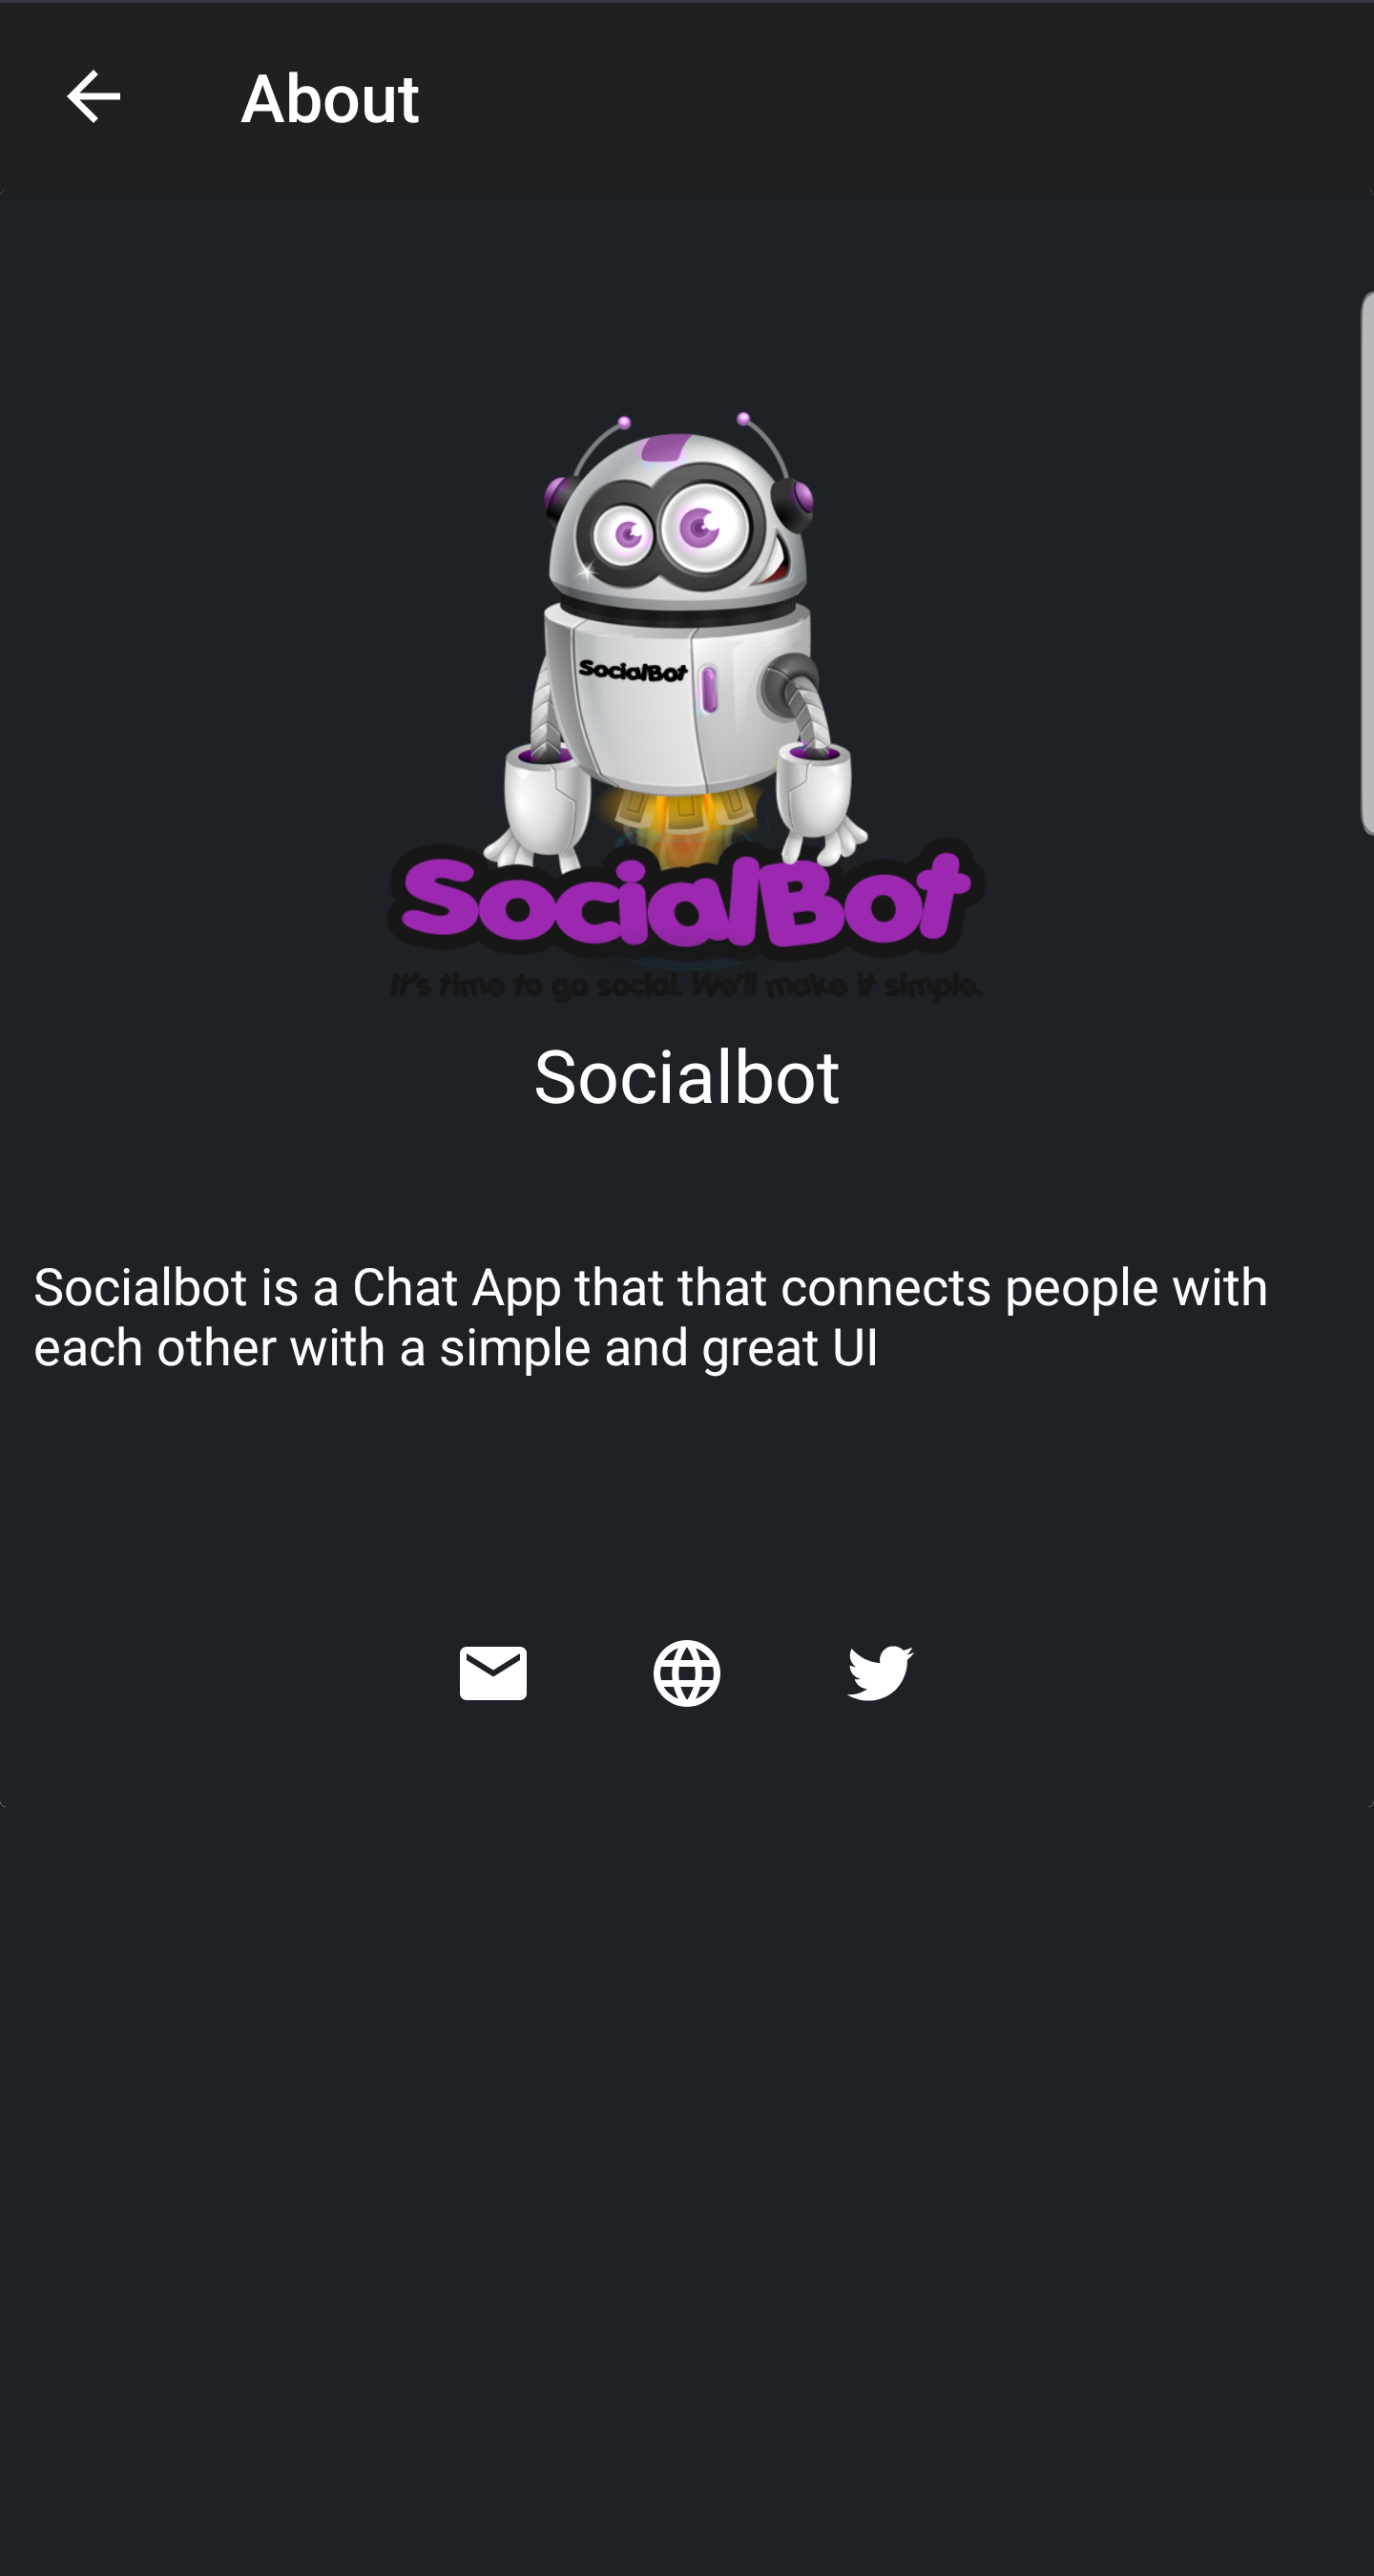 About
SocialBot
SocialBot
It's time to go social. We'll make it simple.
Socialbot
Socialbot is a Chat App that that connects people with
each other with a simple and great UI